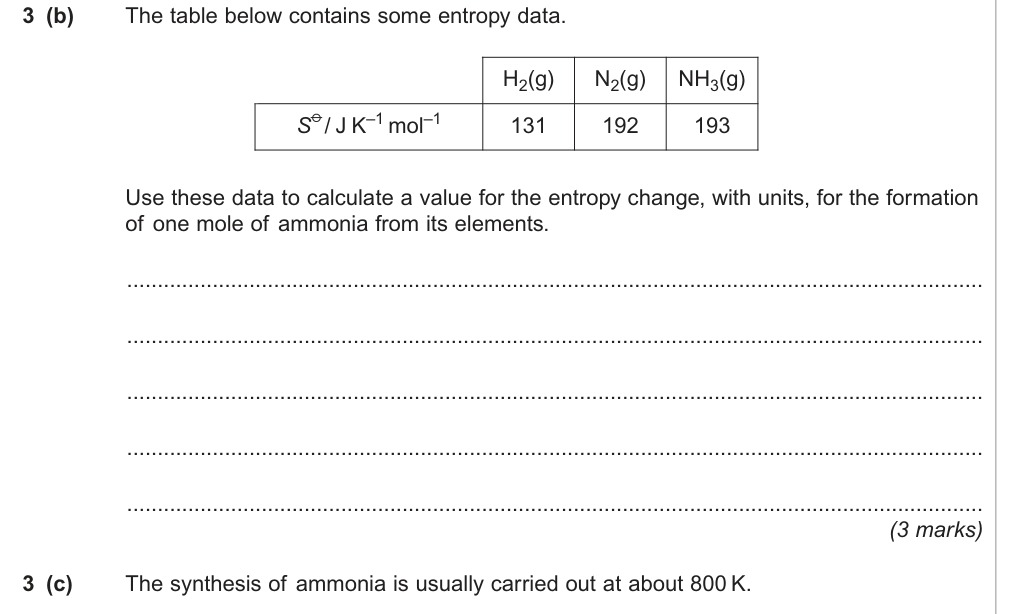 3 (b) The table below contains some entropy data.
H₂(g) N₂(g) NH₃(g)
S⦵ / J K⁻¹ mol⁻¹ 131 192 193
Use these data to calculate a value for the entropy change, with units, for the formation
of one mole of ammonia from its elements.
(3 marks)
3 (c) The synthesis of ammonia is usually carried out at about 800 K.